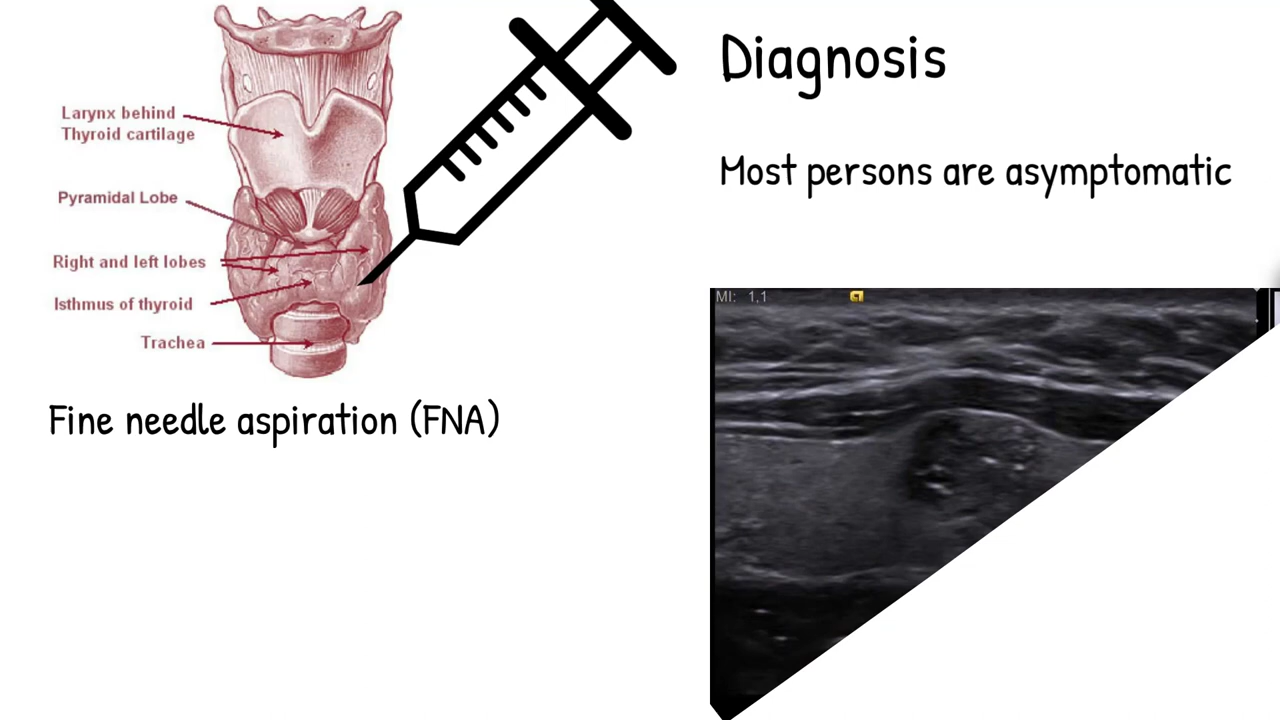 Larynx behind
Thyroid cartilage
Pyramidal Lobe
Right and left lobes
Isthmus of thyroid
Trachea
Fine needle aspiration (FNA)
Diagnosis
Most persons are asymptomatic
MI: 1.1